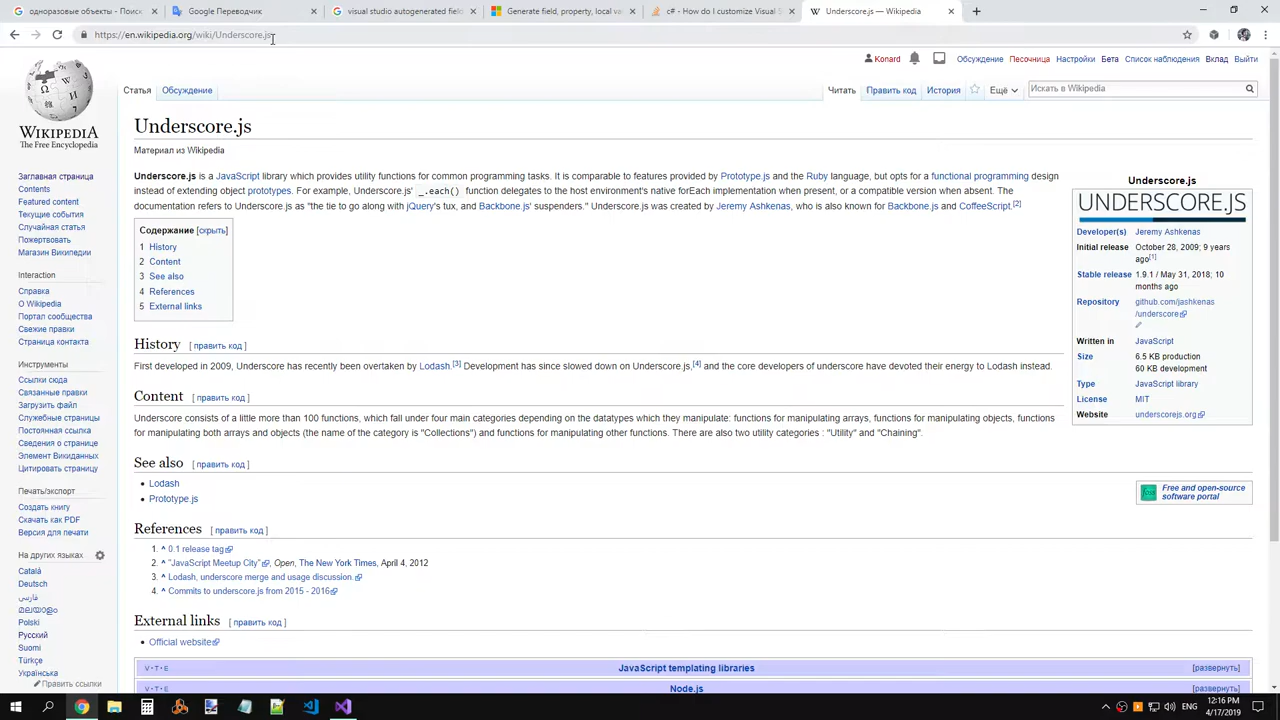 одноразовые объекты - Поиск
Google Переводчик
visual studio autogenerated field
Generate field, property, local va
c# - How do I customize Visual S
Underscore.js — Wikipedia
https://en.wikipedia.org/wiki/Underscore.js
Konard
Обсуждение Песочница Настройки Бета Список наблюдения Вклад Выйти
Статья Обсуждение
Читать Править код История Ещё
Искать в Wikipedia
WIKIPEDIA
The Free Encyclopedia
Заглавная страница
Contents
Featured content
Текущие события
Случайная статья
Пожертвовать
Магазин Википедии
Interaction
Справка
О Wikipedia
Портал сообщества
Свежие правки
Страница контакта
Инструменты
Ссылки сюда
Связанные правки
Загрузить файл
Служебные страницы
Постоянная ссылка
Сведения о странице
Элемент Викиданных
Цитировать страницу
Печать/экспорт
Создать книгу
Скачать как PDF
Версия для печати
На других языках
Català
Deutsch
فارسی
മലയാളം
Polski
Русский
Suomi
Türkçe
Українська
Править ссылки
Underscore.js
Материал из Wikipedia
Underscore.js is a JavaScript library which provides utility functions for common programming tasks. It is comparable to features provided by Prototype.js and the Ruby language, but opts for a functional programming design
instead of extending object prototypes. For example, Underscore.js' _.each() function delegates to the host environment's native forEach implementation when present, or a compatible version when absent. The
documentation refers to Underscore.js as "the tie to go along with jQuery's tux, and Backbone.js' suspenders." Underscore.js was created by Jeremy Ashkenas, who is also known for Backbone.js and CoffeeScript.[2]
Содержание [скрыть]
1 History
2 Content
3 See also
4 References
5 External links
History [ править код ]
First developed in 2009, Underscore has recently been overtaken by Lodash.[3] Development has since slowed down on Underscore.js,[4] and the core developers of underscore have devoted their energy to Lodash instead.
Content [ править код ]
Underscore consists of a little more than 100 functions, which fall under four main categories depending on the datatypes which they manipulate: functions for manipulating arrays, functions for manipulating objects, functions
for manipulating both arrays and objects (the name of the category is "Collections") and functions for manipulating other functions. There are also two utility categories : "Utility" and "Chaining".
See also [ править код ]
• Lodash
• Prototype.js
References [ править код ]
1. ^ 0.1 release tag
2. ^ "JavaScript Meetup City", Open, The New York Times, April 4, 2012
3. ^ Lodash, underscore merge and usage discussion.
4. ^ Commits to underscore.js from 2015 - 2016
External links [ править код ]
• Official website
V·T·E JavaScript templating libraries [развернуть]
V·T·E Node.js [развернуть]
Underscore.js
UNDERSCORE.JS
Developer(s) Jeremy Ashkenas
Initial release October 28, 2009; 9 years
ago[1]
Stable release 1.9.1 / May 31, 2018; 10
months ago
Repository github.com/jashkenas
/underscore
Written in JavaScript
Size 6.5 KB production
60 KB development
Type JavaScript library
License MIT
Website underscorejs.org
Free and open-source
software portal
ENG
12:16 PM
4/17/2019